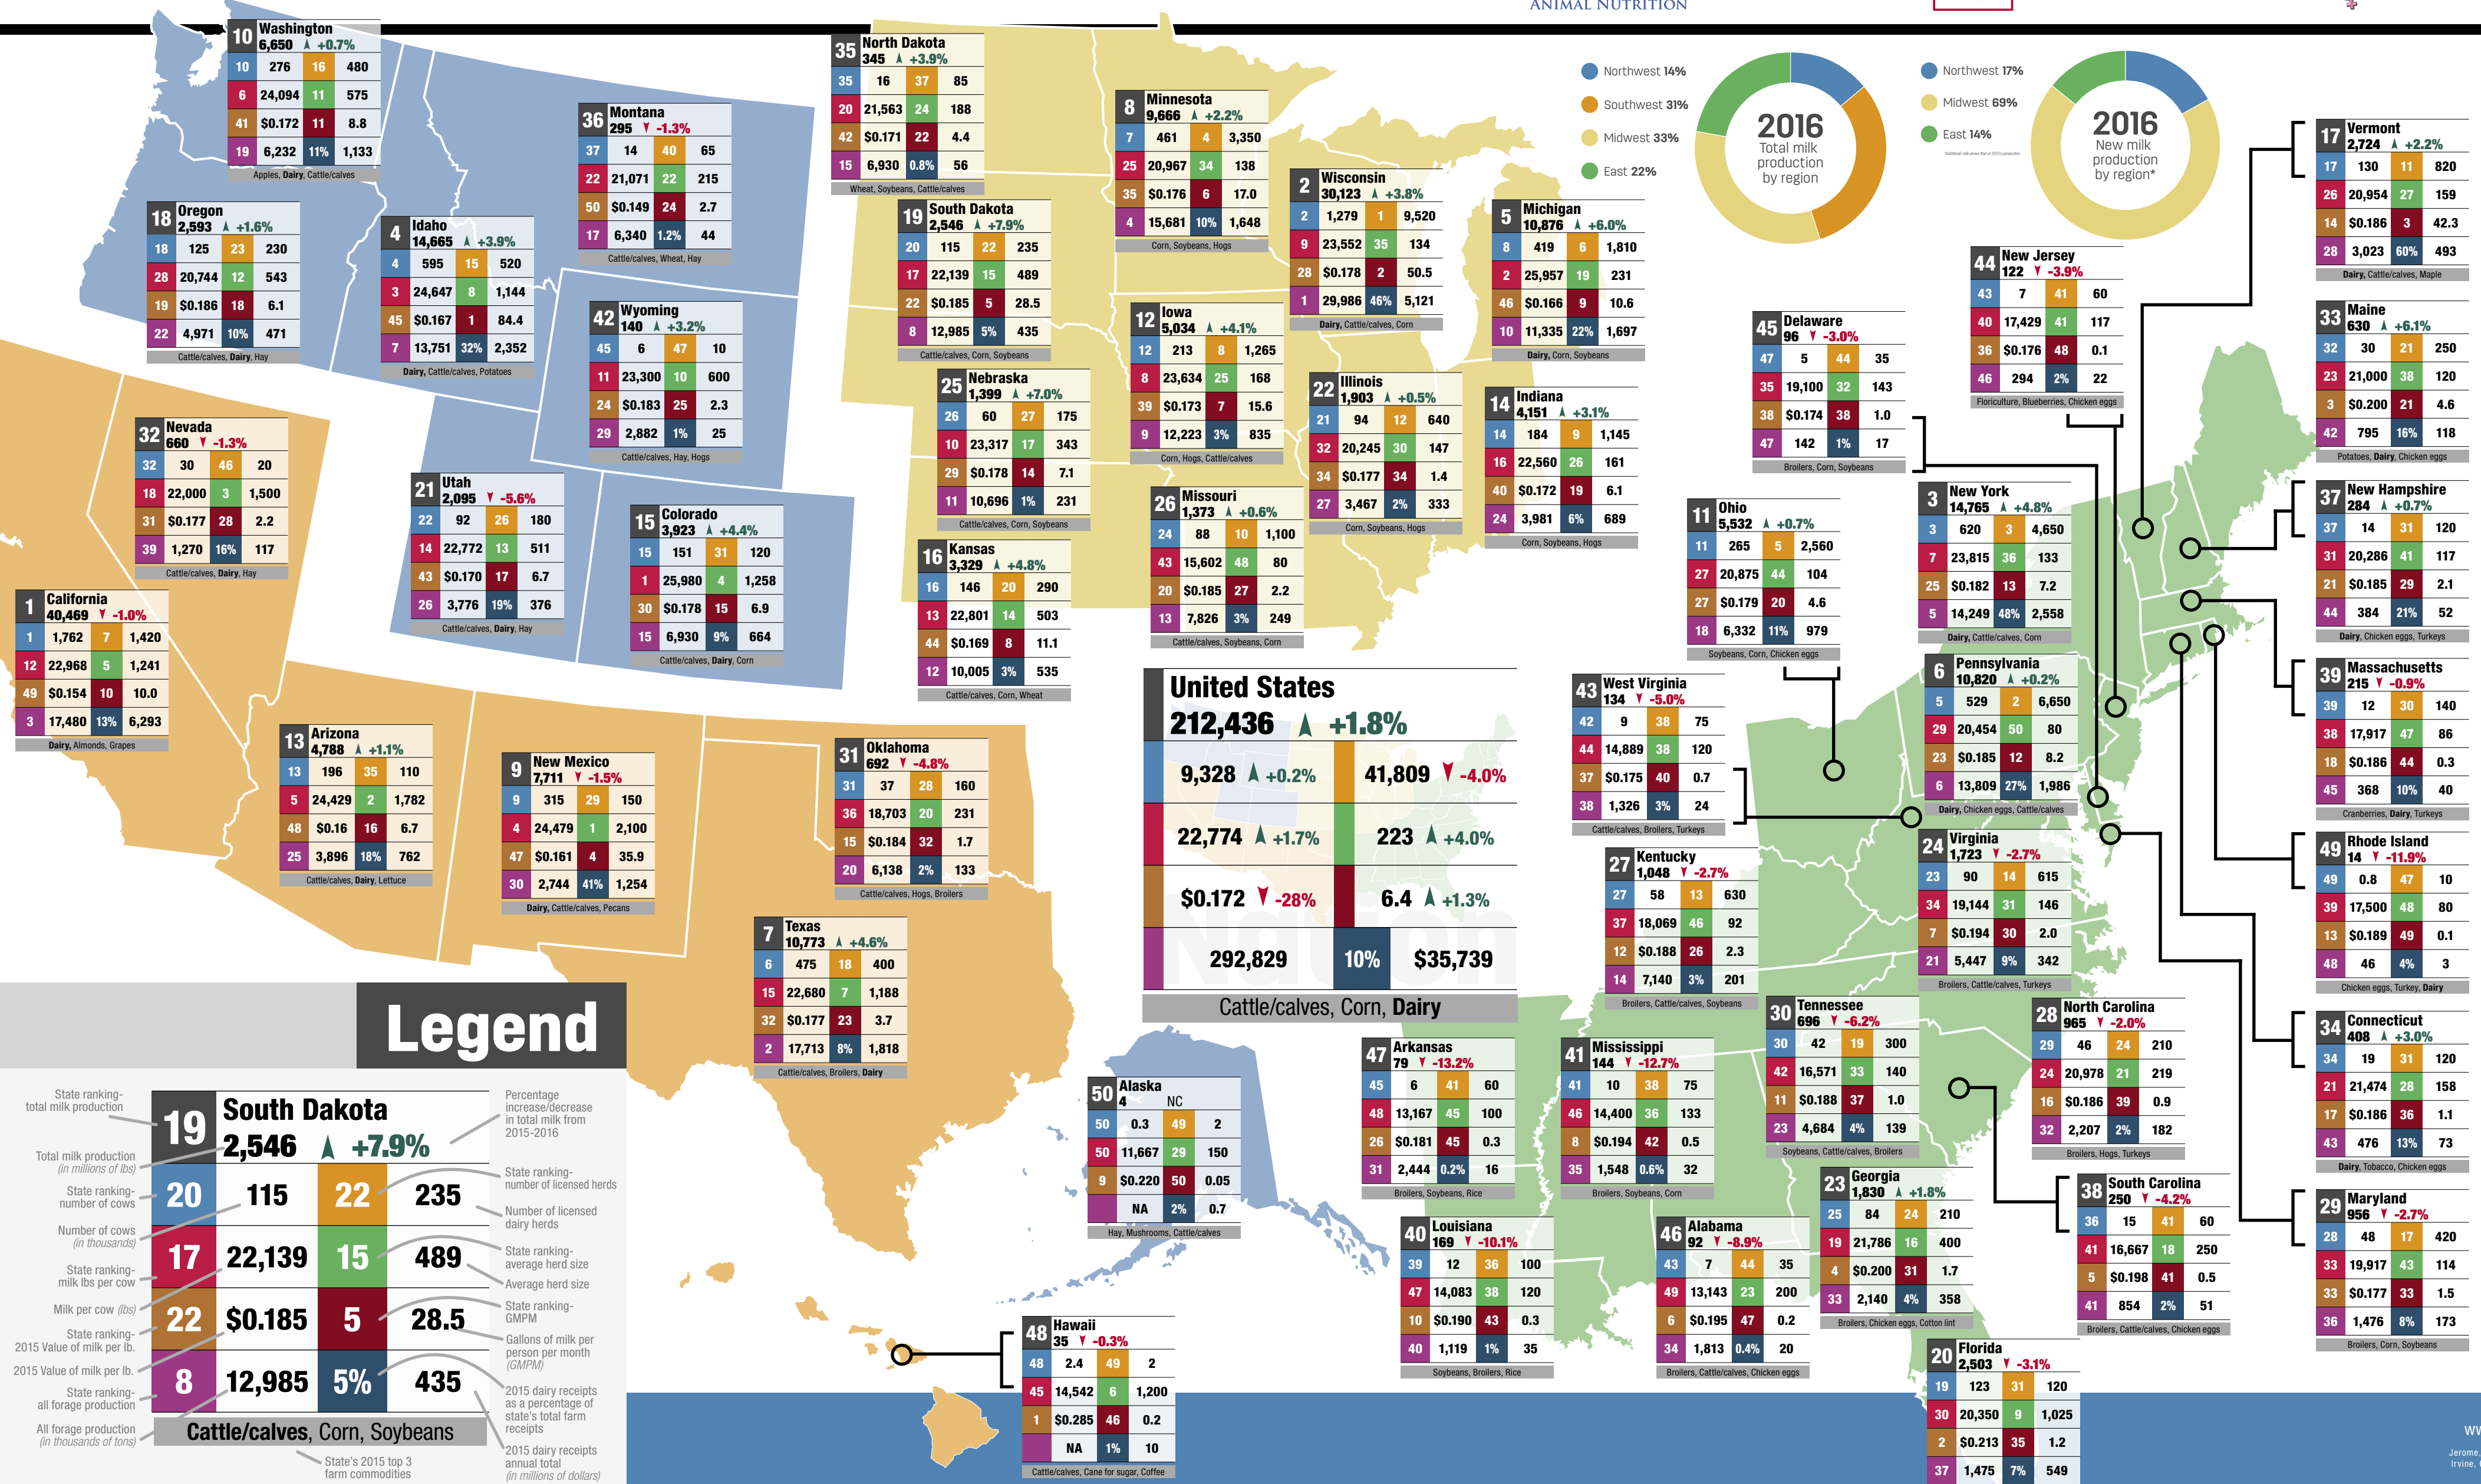 ANIMAL NUTRITION
10 Washington
6,650 ▲ +0.7%
10 276 16 480
6 24,094 11 575
41 $0.172 11 8.8
19 6,232 11% 1,133
Apples, Dairy, Cattle/calves
18 Oregon
2,593 ▲ +1.6%
18 125 23 230
28 20,744 12 543
19 $0.186 18 6.1
22 4,971 10% 471
Cattle/calves, Dairy, Hay
4 Idaho
14,665 ▲ +3.9%
4 595 15 520
3 24,647 8 1,144
45 $0.167 1 84.4
7 13,751 32% 2,352
Dairy, Cattle/calves, Potatoes
36 Montana
295 ▼ -1.3%
37 14 40 65
22 21,071 22 215
50 $0.149 24 2.7
17 6,340 1.2% 44
Cattle/calves, Wheat, Hay
42 Wyoming
140 ▲ +3.2%
45 6 47 10
11 23,300 10 600
24 $0.183 25 2.3
29 2,882 1% 25
Cattle/calves, Hay, Hogs
32 Nevada
660 ▼ -1.3%
32 30 46 20
18 22,000 3 1,500
31 $0.177 28 2.2
39 1,270 16% 117
Cattle/calves, Dairy, Hay
21 Utah
2,095 ▼ -5.6%
22 92 26 180
14 22,772 13 511
43 $0.170 17 6.7
26 3,776 19% 376
Cattle/calves, Dairy, Hay
15 Colorado
3,923 ▲ +4.4%
15 151 31 120
1 25,980 4 1,258
30 $0.178 15 6.9
15 6,930 9% 664
Cattle/calves, Dairy, Corn
1 California
40,469 ▼ -1.0%
1 1,762 7 1,420
12 22,968 5 1,241
49 $0.154 10 10.0
3 17,480 13% 6,293
Dairy, Almonds, Grapes
13 Arizona
4,788 ▲ +1.1%
13 196 35 110
5 24,429 2 1,782
48 $0.16 16 6.7
25 3,896 18% 762
Cattle/calves, Dairy, Lettuce
9 New Mexico
7,711 ▼ -1.5%
9 315 29 150
4 24,479 1 2,100
47 $0.161 4 35.9
30 2,744 41% 1,254
Dairy, Cattle/calves, Pecans
31 Oklahoma
692 ▼ -4.8%
31 37 28 160
36 18,703 20 231
15 $0.184 32 1.7
20 6,138 2% 133
Cattle/calves, Hogs, Broilers
7 Texas
10,773 ▲ +4.6%
6 475 18 400
15 22,680 7 1,188
32 $0.177 23 3.7
2 17,713 8% 1,818
Cattle/calves, Broilers, Dairy
35 North Dakota
345 ▲ +3.9%
35 16 37 85
20 21,563 24 188
42 $0.171 22 4.4
15 6,930 0.8% 56
Wheat, Soybeans, Cattle/calves
19 South Dakota
2,546 ▲ +7.9%
20 115 22 235
17 22,139 15 489
22 $0.185 5 28.5
8 12,985 5% 435
Cattle/calves, Corn, Soybeans
25 Nebraska
1,399 ▲ +7.0%
26 60 27 175
10 23,317 17 343
29 $0.178 14 7.1
11 10,696 1% 231
Cattle/calves, Corn, Soybeans
16 Kansas
3,329 ▲ +4.8%
16 146 20 290
13 22,801 14 503
44 $0.169 8 11.1
12 10,005 3% 535
Cattle/calves, Corn, Wheat
8 Minnesota
9,666 ▲ +2.2%
7 461 4 3,350
25 20,967 34 138
35 $0.176 6 17.0
4 15,681 10% 1,648
Corn, Soybeans, Hogs
2 Wisconsin
30,123 ▲ +3.8%
2 1,279 1 9,520
9 23,552 35 134
28 $0.178 2 50.5
1 29,986 46% 5,121
Dairy, Cattle/calves, Corn
5 Michigan
10,876 ▲ +6.0%
8 419 6 1,810
2 25,957 19 231
46 $0.166 9 10.6
10 11,335 22% 1,697
Dairy, Corn, Soybeans
12 Iowa
5,034 ▲ +4.1%
12 213 8 1,265
8 23,634 25 168
39 $0.173 7 15.6
9 12,223 3% 835
Corn, Hogs, Cattle/calves
22 Illinois
1,903 ▲ +0.5%
21 94 12 640
32 20,245 30 147
34 $0.177 34 1.4
27 3,467 2% 333
Corn, Soybeans, Hogs
14 Indiana
4,151 ▲ +3.1%
14 184 9 1,145
16 22,560 26 161
40 $0.172 19 6.1
24 3,981 6% 689
Corn, Soybeans, Hogs
26 Missouri
1,373 ▲ +0.6%
24 88 10 1,100
43 15,602 48 80
20 $0.185 27 2.2
13 7,826 3% 249
Cattle/calves, Soybeans, Corn
Northwest 14%
Southwest 31%
Midwest 33%
East 22%
2016
Total milk
production
by region
Northwest 17%
Midwest 69%
East 14%
2016
New milk
production
by region*
45 Delaware
96 ▼ -3.0%
47 5 44 35
35 19,100 32 143
38 $0.174 38 1.0
47 142 1% 17
Broilers, Corn, Soybeans
44 New Jersey
122 ▼ -3.9%
43 7 41 60
40 17,429 41 117
36 $0.176 48 0.1
46 294 2% 22
Floriculture, Blueberries, Chicken eggs
11 Ohio
5,532 ▲ +0.7%
11 265 5 2,560
27 20,875 44 104
27 $0.179 20 4.6
18 6,332 11% 979
Soybeans, Corn, Chicken eggs
3 New York
14,765 ▲ +4.8%
3 620 3 4,650
7 23,815 36 133
25 $0.182 13 7.2
5 14,249 48% 2,558
Dairy, Cattle/calves, Corn
6 Pennsylvania
10,820 ▲ +0.2%
5 529 2 6,650
29 20,454 50 80
23 $0.185 12 8.2
6 13,809 27% 1,986
Dairy, Chicken eggs, Cattle/calves
43 West Virginia
134 ▼ -5.0%
42 9 38 75
44 14,889 38 120
37 $0.175 40 0.7
38 1,326 3% 24
Cattle/calves, Broilers, Turkeys
27 Kentucky
1,048 ▼ -2.7%
27 58 13 630
37 18,069 46 92
12 $0.188 26 2.3
14 7,140 3% 201
Broilers, Cattle/calves, Soybeans
24 Virginia
1,723 ▼ -2.7%
23 90 14 615
34 19,144 31 146
7 $0.194 30 2.0
21 5,447 9% 342
Broilers, Cattle/calves, Turkeys
17 Vermont
2,724 ▲ +2.2%
17 130 11 820
26 20,954 27 159
14 $0.186 3 42.3
28 3,023 60% 493
Dairy, Cattle/calves, Maple
33 Maine
630 ▲ +6.1%
32 30 21 250
23 21,000 38 120
3 $0.200 21 4.6
42 795 16% 118
Potatoes, Dairy, Chicken eggs
37 New Hampshire
284 ▲ +0.7%
37 14 31 120
31 20,286 41 117
21 $0.185 29 2.1
44 384 21% 52
Dairy, Chicken eggs, Turkeys
39 Massachusetts
215 ▼ -0.9%
39 12 30 140
38 17,917 47 86
18 $0.186 44 0.3
45 368 10% 40
Cranberries, Dairy, Turkeys
49 Rhode Island
14 ▼ -11.9%
49 0.8 47 10
39 17,500 48 80
13 $0.189 49 0.1
48 46 4% 3
Chicken eggs, Turkey, Dairy
34 Connecticut
408 ▲ +3.0%
34 19 31 120
21 21,474 28 158
17 $0.186 36 1.1
43 476 13% 73
Dairy, Tobacco, Chicken eggs
29 Maryland
956 ▼ -2.7%
28 48 17 420
33 19,917 43 114
33 $0.177 33 1.5
36 1,476 8% 173
Broilers, Corn, Soybeans
United States
212,436 ▲ +1.8%
9,328 ▲ +0.2% 41,809 ▼ -4.0%
22,774 ▲ +1.7% 223 ▲ +4.0%
$0.172 ▼ -28% 6.4 ▲ +1.3%
292,829 10% $35,739
Nation
Cattle/calves, Corn, Dairy
30 Tennessee
696 ▼ -6.2%
30 42 19 300
42 16,571 33 140
11 $0.188 37 1.0
23 4,684 4% 139
Soybeans, Cattle/calves, Broilers
28 North Carolina
965 ▼ -2.0%
29 46 24 210
24 20,978 21 219
16 $0.186 39 0.9
32 2,207 2% 182
Broilers, Hogs, Turkeys
47 Arkansas
79 ▼ -13.2%
45 6 41 60
48 13,167 45 100
26 $0.181 45 0.3
31 2,444 0.2% 16
Broilers, Soybeans, Rice
41 Mississippi
144 ▼ -12.7%
41 10 38 75
46 14,400 36 133
8 $0.194 42 0.5
35 1,548 0.6% 32
Broilers, Soybeans, Corn
40 Louisiana
169 ▼ -10.1%
39 12 36 100
47 14,083 38 120
10 $0.190 43 0.3
40 1,119 1% 35
Soybeans, Broilers, Rice
46 Alabama
92 ▼ -8.9%
43 7 44 35
49 13,143 23 200
6 $0.195 47 0.2
34 1,813 0.4% 20
Broilers, Cattle/calves, Chicken eggs
23 Georgia
1,830 ▲ +1.8%
25 84 24 210
19 21,786 16 400
4 $0.200 31 1.7
33 2,140 4% 358
Broilers, Chicken eggs, Cotton lint
38 South Carolina
250 ▼ -4.2%
36 15 41 60
41 16,667 18 250
5 $0.198 41 0.5
41 854 2% 51
Broilers, Cattle/calves, Chicken eggs
20 Florida
2,503 ▼ -3.1%
19 123 31 120
30 20,350 9 1,025
2 $0.213 35 1.2
37 1,475 7% 549
50 Alaska
4 NC
50 0.3 49 2
50 11,667 29 150
9 $0.220 50 0.05
NA 2% 0.7
Hay, Mushrooms, Cattle/calves
48 Hawaii
35 ▼ -0.3%
48 2.4 49 2
45 14,542 6 1,200
1 $0.285 46 0.2
NA 1% 10
Cattle/calves, Cane for sugar, Coffee
Legend
19 South Dakota
2,546 ▲ +7.9%
20 115 22 235
17 22,139 15 489
22 $0.185 5 28.5
8 12,985 5% 435
Cattle/calves, Corn, Soybeans
State ranking-
total milk production
Total milk production
(in millions of lbs)
State ranking-
number of cows
Number of cows
(in thousands)
State ranking-
milk lbs per cow
Milk per cow (lbs)
State ranking-
2015 Value of milk per lb.
2015 Value of milk per lb.
State ranking-
all forage production
All forage production
(in thousands of tons)
Percentage
increase/decrease
in total milk from
2015-2016
State ranking-
number of licensed herds
Number of licensed
dairy herds
State ranking-
average herd size
Average herd size
State ranking-
GMPM
Gallons of milk per
person per month
(GMPM)
2015 dairy receipts
as a percentage of
state's total farm
receipts
2015 dairy receipts
annual total
(in millions of dollars)
State's 2015 top 3
farm commodities
Jerome,
Irvine,